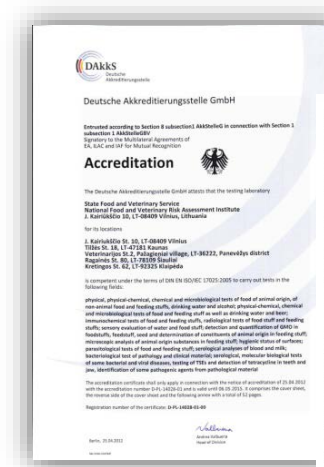 DAkkS
Deutsche
Akkreditierungsstelle
Deutsche Akkreditierungsstelle GmbH
Entrusted according to Section 8 subsection1 AkkStelleG in connection with Section 1
subsection 1 AkkStelleGBV
Signatory to the Multilateral Agreements of
EA, ILAC and IAF for Mutual Recognition
Accreditation
The Deutsche Akkreditierungsstelle GmbH attests that the testing laboratory
State Food and Veterinary Service
National Food and Veterinary Risk Assessment Institute
J. Kairiūkščio 10, LT-08409 Vilnius, Lithuania
for its locations
J. Kairiukščio St. 10, LT-08409 Vilnius
Tilžės St. 18, LT-47181 Kaunas
Veterinarijos St.2, Pažagieniai village, LT-36222, Panevėžys district
Ragainės St. 80, LT-78109 Šiauliai
Kretingos St. 62, LT-92325 Klaipėda
is competent under the terms of DIN EN ISO/IEC 17025:2005 to carry out tests in the
following fields:
physical, physical-chemical, chemical and microbiological tests of food of animal origin, of
non-animal food and feeding stuffs, drinking water and alcohol; physical-chemical, chemical
and microbiological tests of food and feeding stuff as well as drinking water and beer;
immunochemical tests of food and feeding stuffs, radiological tests of food stuff and feeding
stuffs; sensory evaluation of water and food stuff; detection and quantification of GMO in
foodstuffs, feedstuff, seed and determination of constituents of animal origin in feeding stuff;
microscopic analysis of animal origin substances in feeding stuff; hygienic status of surfaces;
parasitological tests of food and feeding stuff; serological analyses of blood and milk;
bacteriological test of pathology and clinical material; serological, molecular biological tests
of some bacterial and viral diseases, testing of TSEs and detection of tetracycline in teeth and
jaw, identification of some pathogenic agents from pathological material
The accreditation certificate shall only apply in connection with the notice of accreditation of 25.04.2012
with the accreditation number D-PL-14028-01 and is valid until 06.05.2015. It comprises the cover sheet,
the reverse side of the cover sheet and the following annex with a total of 52 pages.
Registration number of the certificate: D-PL-14028-01-00
Berlin, 25.04.2012
Andrea Valbuena